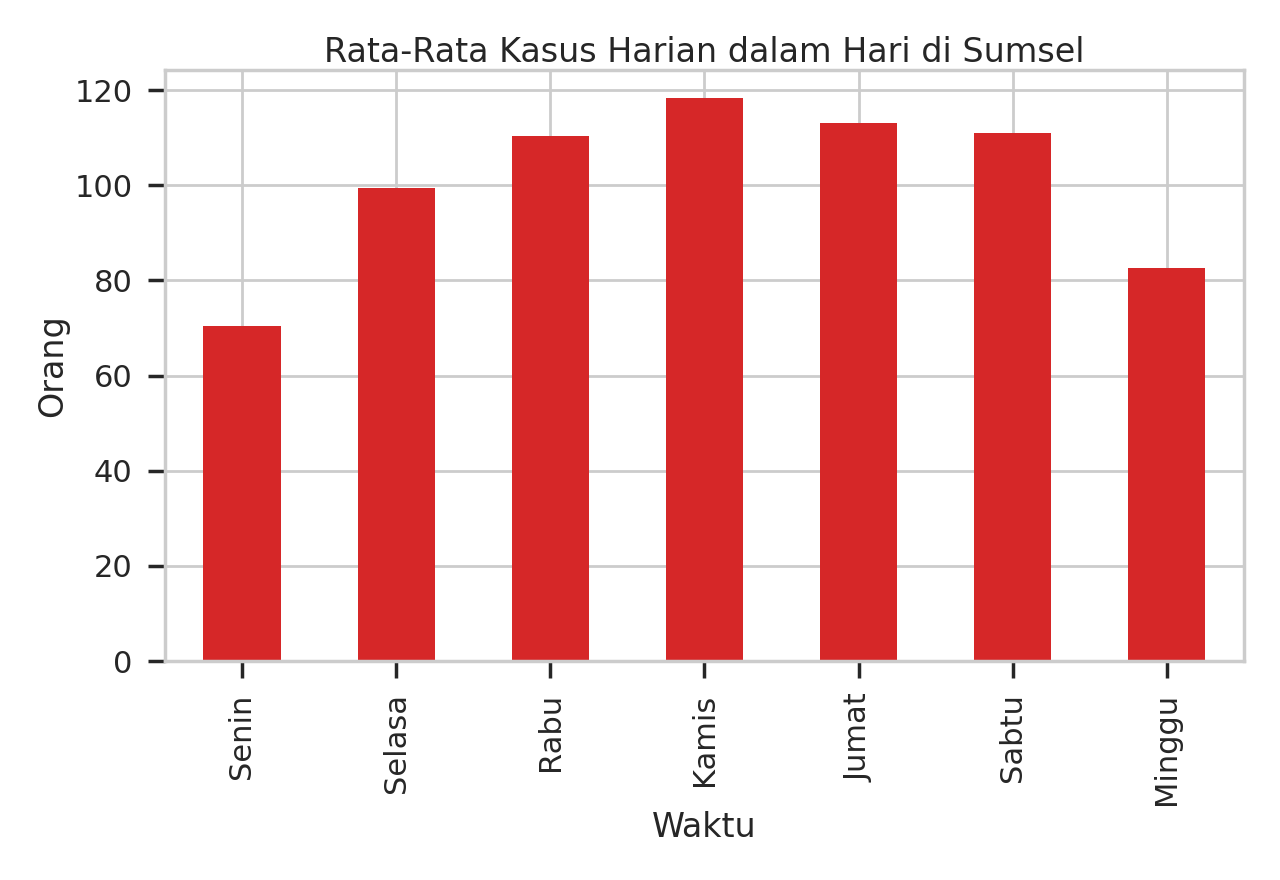 Rata-Rata Kasus Harian dalam Hari di Sumsel
120
100
80
60
40
20
0
Orang
Senin
Selasa
Rabu
Kamis
Jumat
Sabtu
Minggu
Waktu